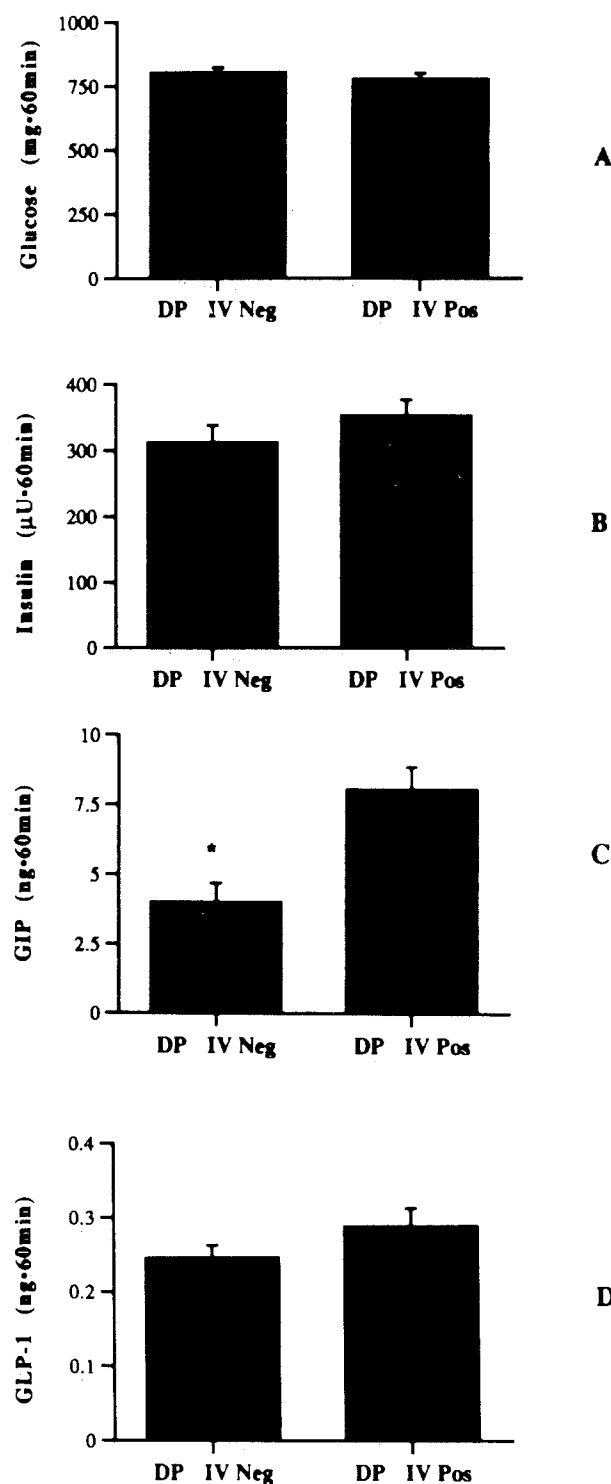 1000
750
500
250
0
Glucose (mg•60min)
DP IV Neg
DP IV Pos
A
400
300
200
100
0
Insulin (µU•60min)
DP IV Neg
DP IV Pos
B
10
7.5
5
2.5
0
GIP (ng•60min)
*
DP IV Neg
DP IV Pos
C
0.4
0.3
0.2
0.1
0
GLP-1 (ng•60min)
DP IV Neg
DP IV Pos
D